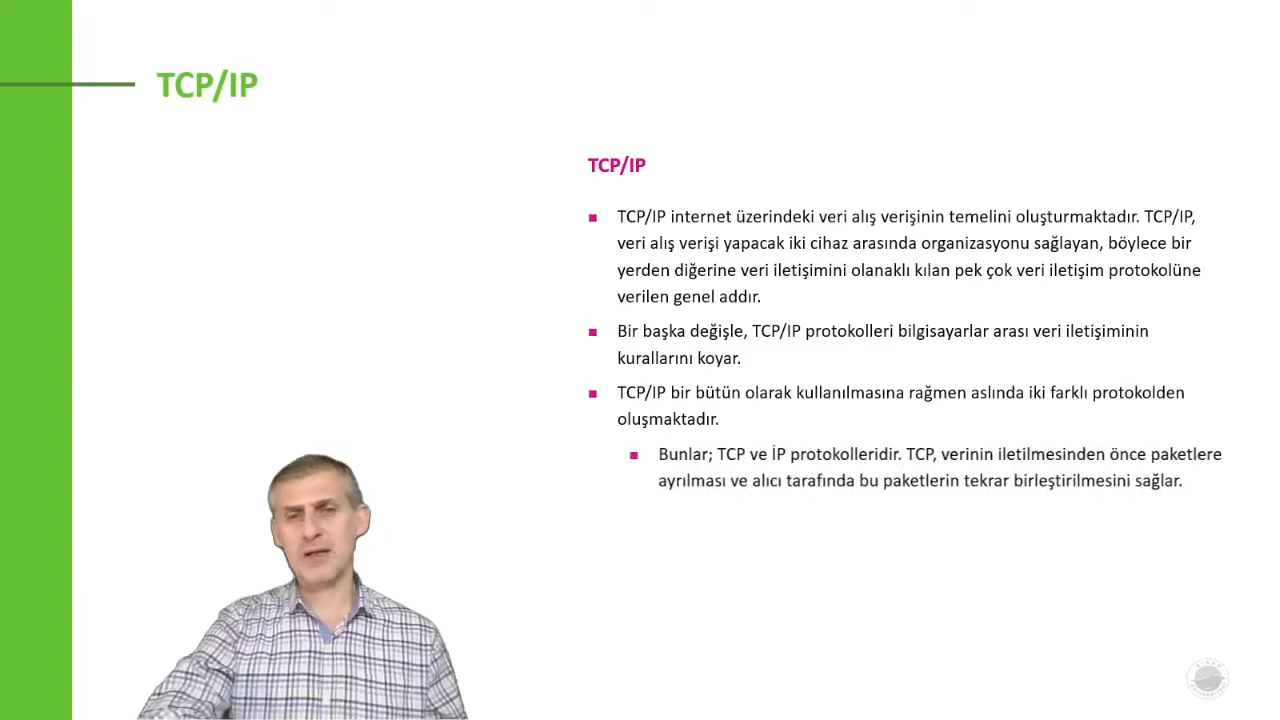 TCP/IP
TCP/IP
TCP/IP internet üzerindeki veri alış verişinin temelini oluşturmaktadır. TCP/IP,
veri alış verişi yapacak iki cihaz arasında organizasyonu sağlayan, böylece bir
yerden diğerine veri iletişimini olanaklı kılan pek çok veri iletişim protokolüne
verilen genel addır.
Bir başka değişle, TCP/IP protokolleri bilgisayarlar arası veri iletişiminin
kurallarını koyar.
TCP/IP bir bütün olarak kullanılmasına rağmen aslında iki farklı protokolden
oluşmaktadır.
Bunlar; TCP ve İP protokolleridir. TCP, verinin iletilmesinden önce paketlere
ayrılması ve alıcı tarafında bu paketlerin tekrar birleştirilmesini sağlar.